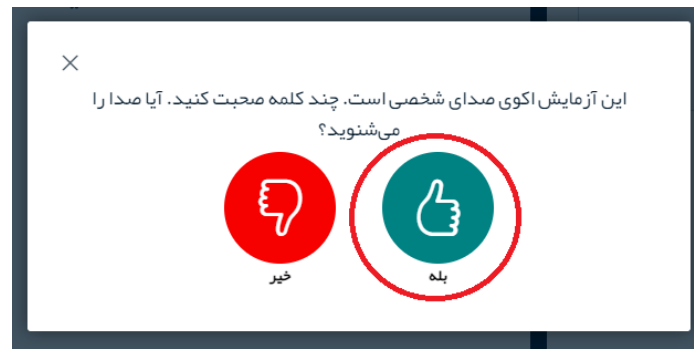 این آزمایش اکوی صدای شخصی است. چند کلمه صحبت کنید. آیا صدا را
می‌شنوید؟
بله
خیر